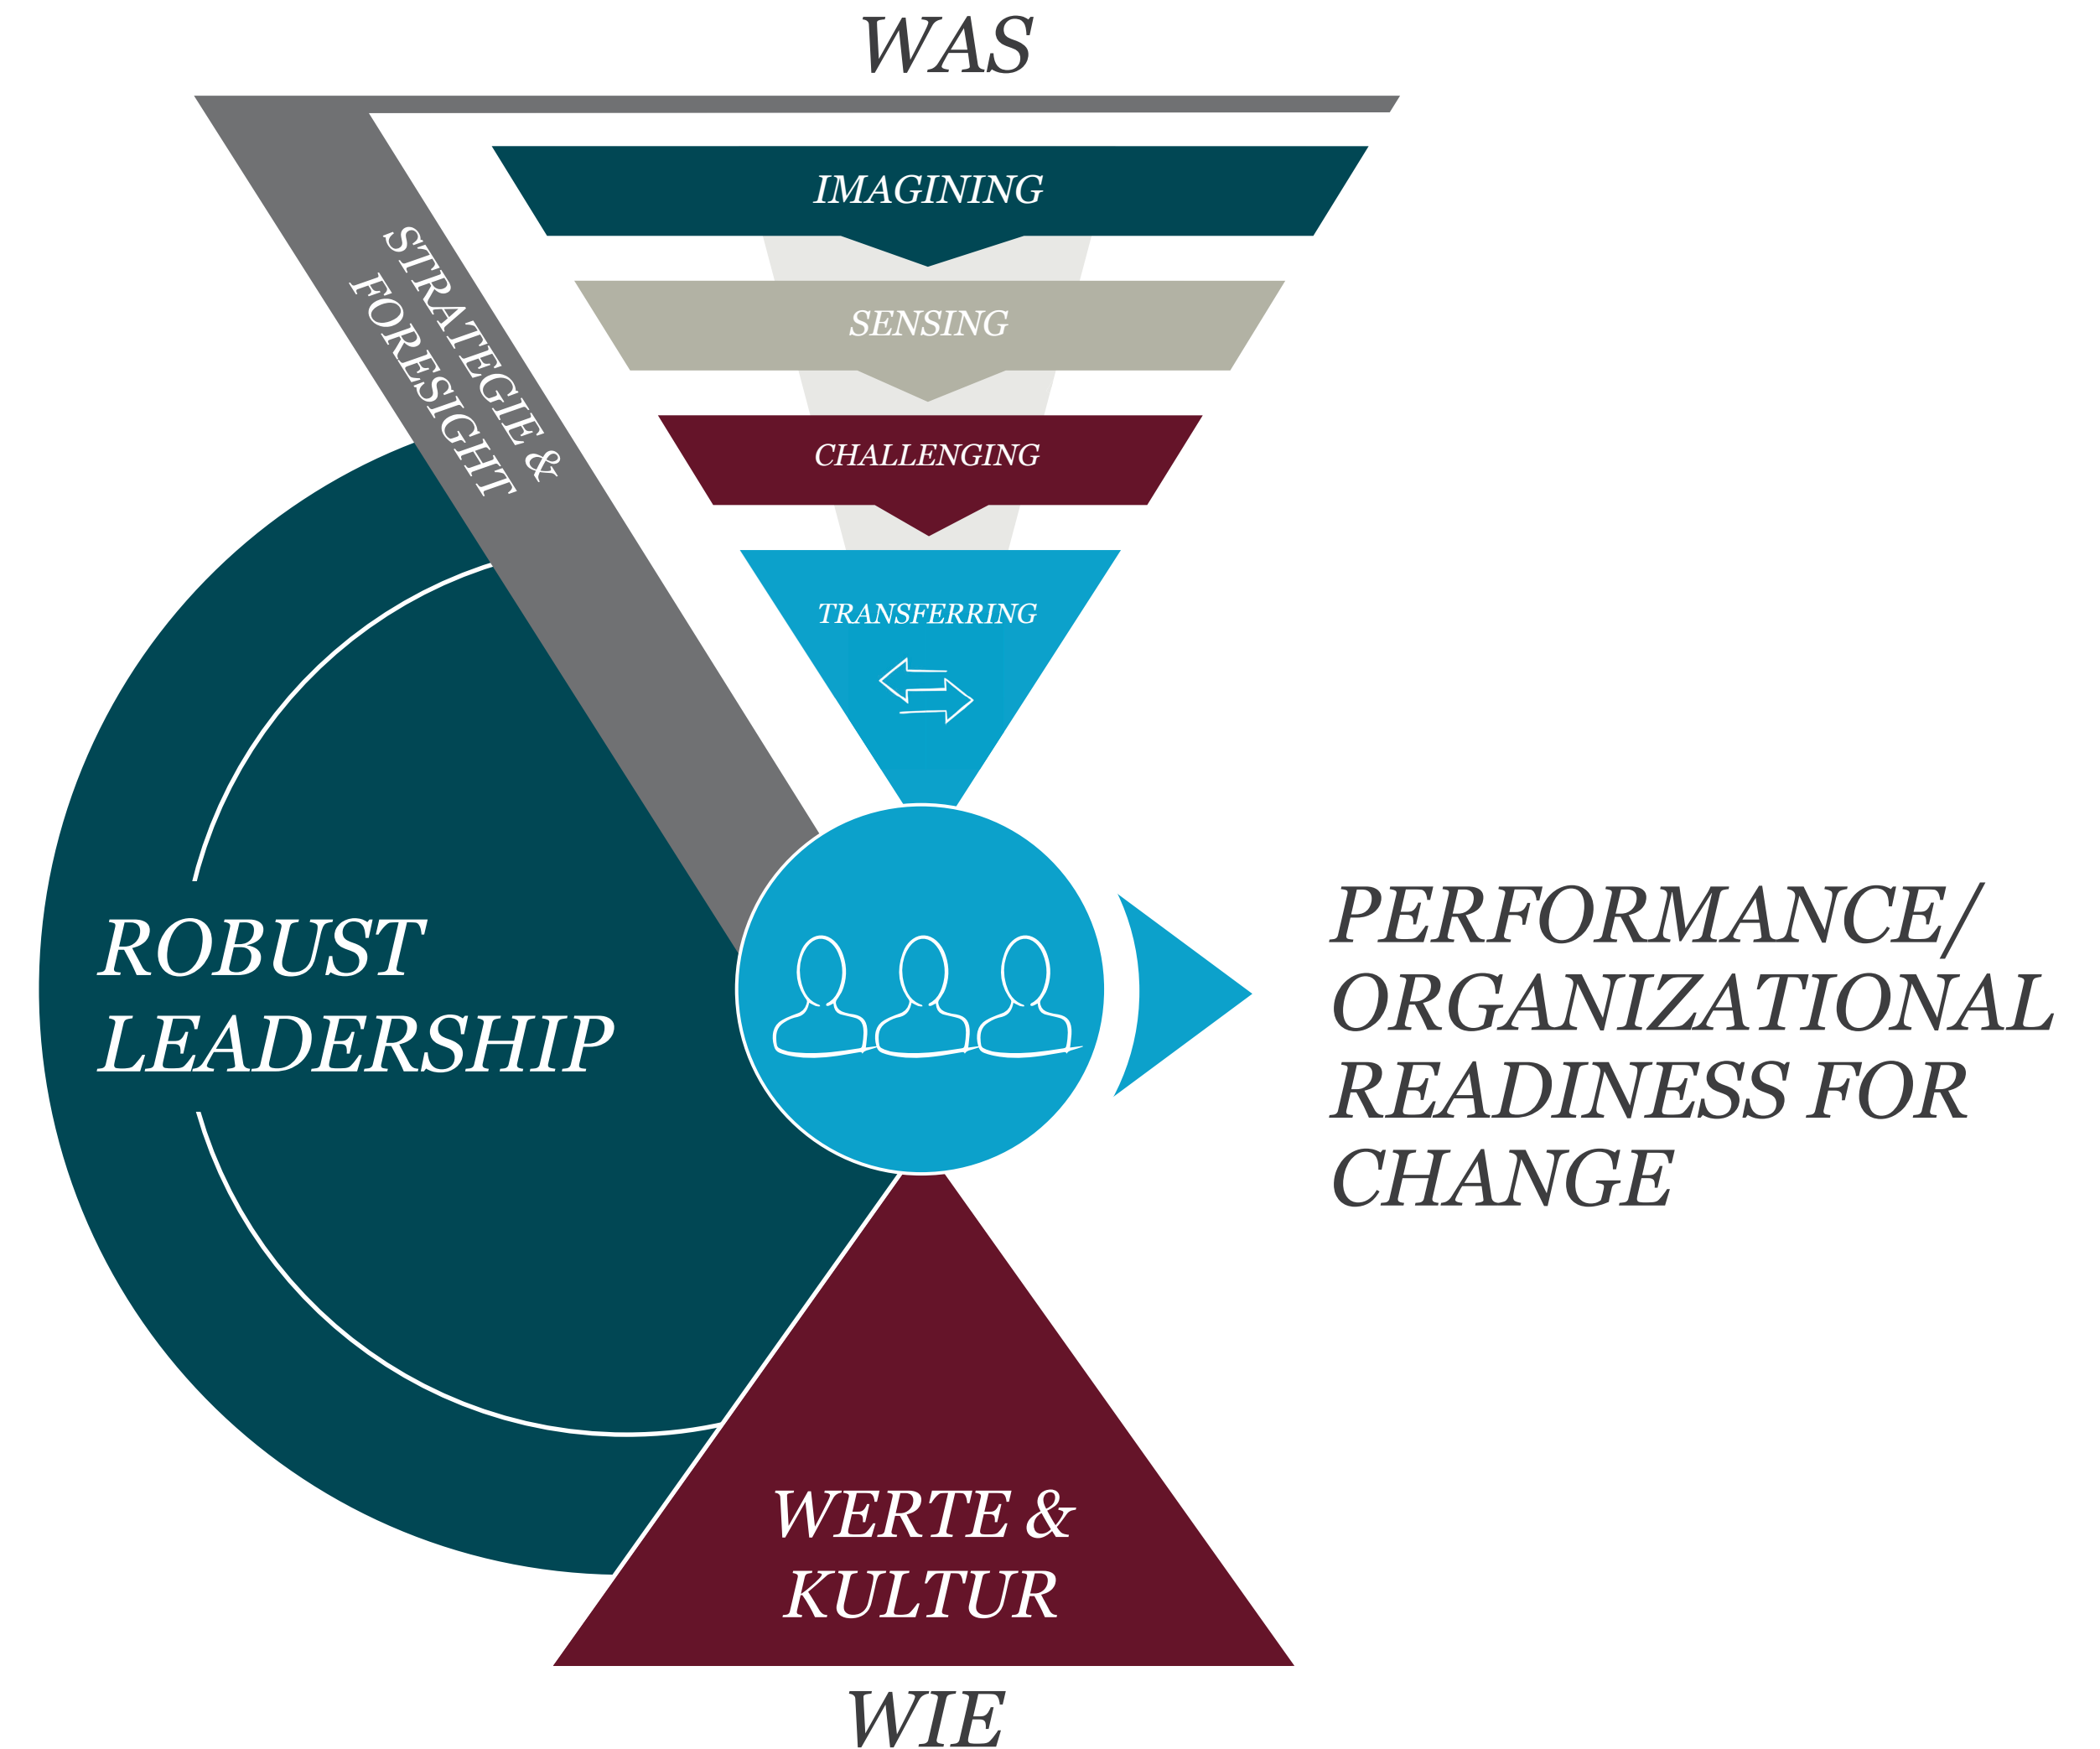 WAS
IMAGINING
STRATEGIE &
FORESIGHT
SENSING
CHALLENGING
TRANSFERRING
ROBUST
LEADERSHIP
PERFORMANCE/
ORGANIZATIONAL
READINESS FOR
CHANGE
WERTE &
KULTUR
WIE